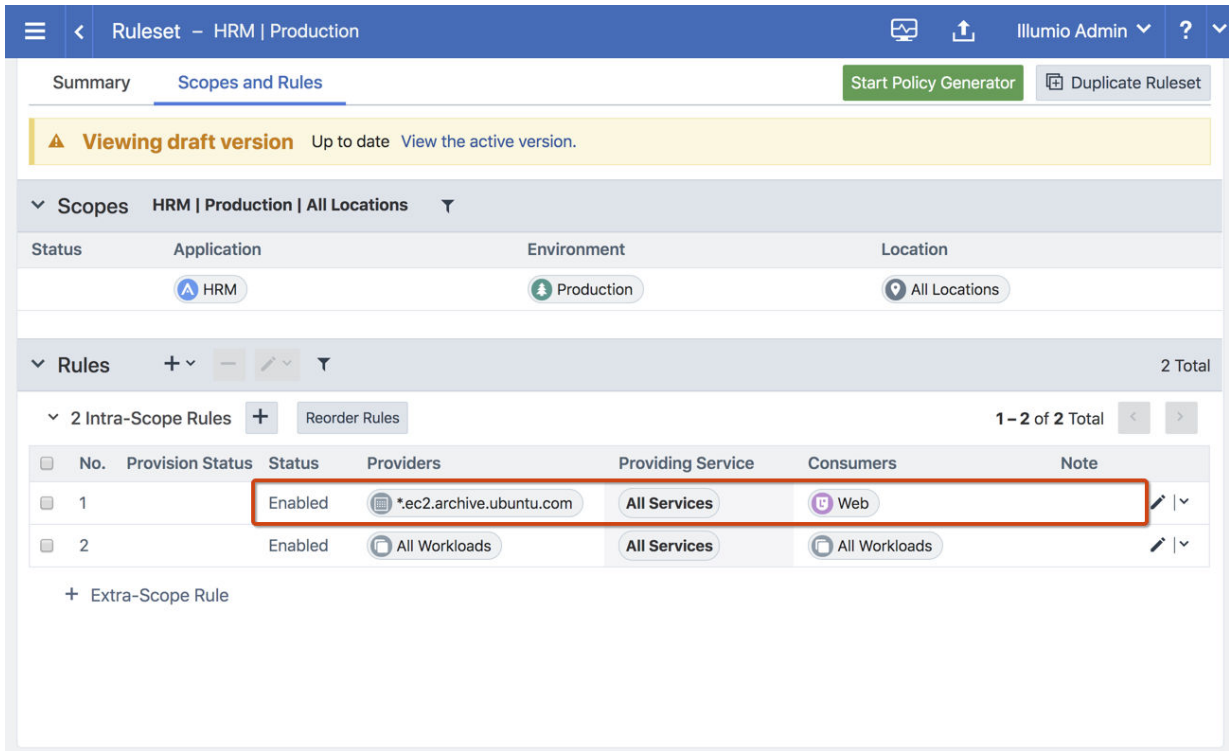 Ruleset – HRM | Production
Illumio Admin
?
Summary
Scopes and Rules
Start Policy Generator
Duplicate Ruleset
Viewing draft version Up to date View the active version.
Scopes HRM | Production | All Locations
Status Application Environment Location
HRM Production All Locations
Rules
2 Total
2 Intra-Scope Rules + Reorder Rules 1 – 2 of 2 Total
No. Provision Status Status Providers Providing Service Consumers Note
1 Enabled *.ec2.archive.ubuntu.com All Services Web
2 Enabled All Workloads All Services All Workloads
+ Extra-Scope Rule